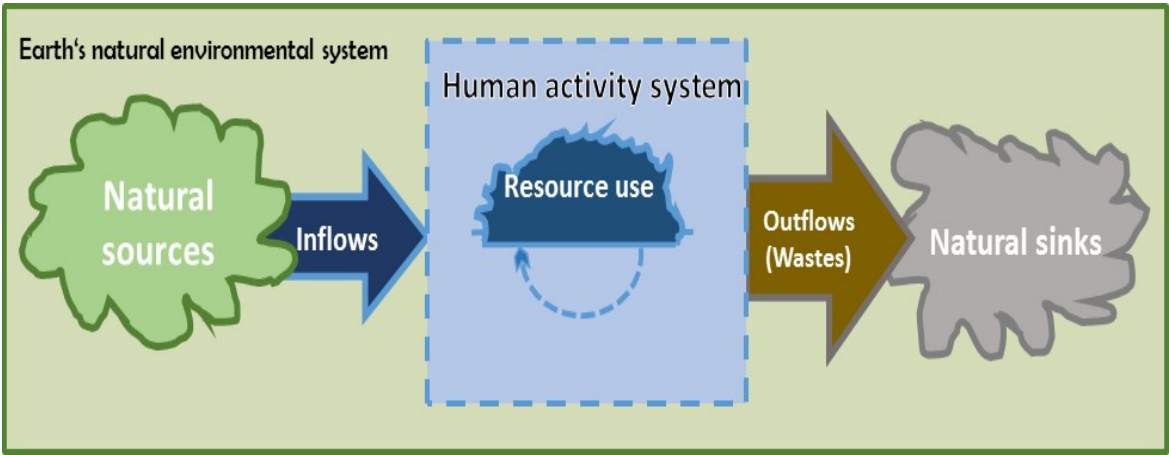 Earth‘s natural environmental system
Human activity system
Natural
sources
Inflows
Resource use
Outflows
(Wastes)
Natural sinks